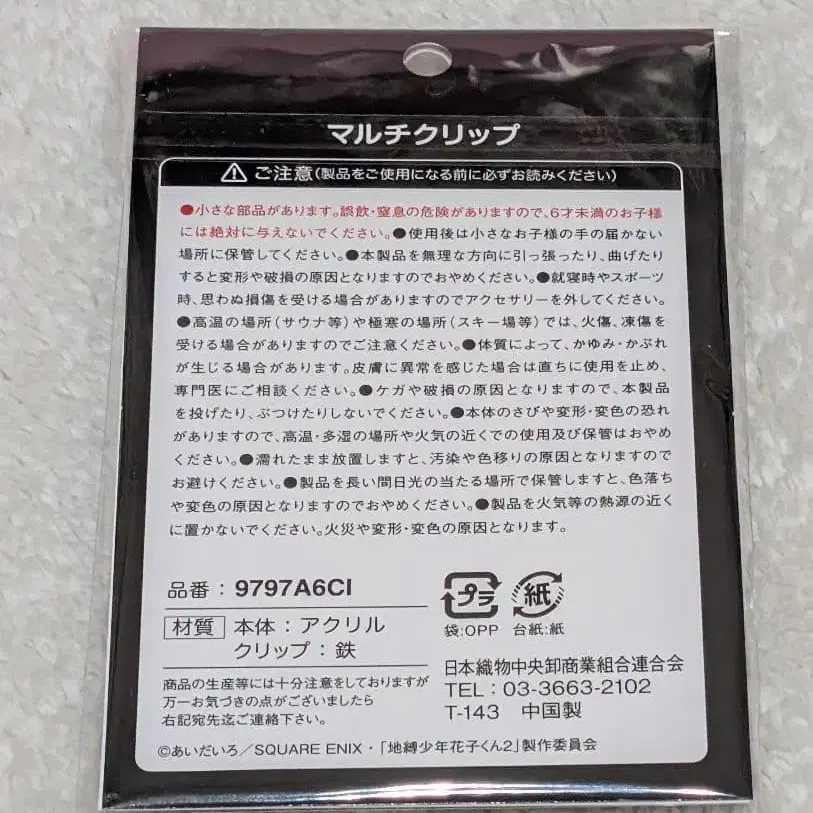 マルチクリップ
⚠ ご注意(製品をご使用になる前に必ずお読みください)
●小さな部品があります。誤飲・窒息の危険がありますので、6才未満のお子様
には絶対に与えないでください。●使用後は小さなお子様の手の届かない
場所に保管してください。●本製品を無理な方向に引っ張ったり、曲げたり
すると変形や破損の原因となりますのでおやめください。●就寝時やスポーツ
時、思わぬ損傷を受ける場合がありますのでアクセサリーを外してください。
●高温の場所(サウナ等)や極寒の場所(スキー場等)では、火傷、凍傷を
受ける場合がありますのでご注意ください。●体質によって、かゆみ・かぶれ
が生じる場合があります。皮膚に異常を感じた場合は直ちに使用を止め、
専門医にご相談ください。●ケガや破損の原因となりますので、本製品
を投げたり、ぶつけたりしないでください。●本体のさびや変形・変色の恐れ
がありますので、高温・多湿の場所や火気の近くでの使用及び保管はおやめ
ください。●濡れたまま放置しますと、汚染や色移りの原因となりますので
お避けください。●製品を長い間日光の当たる場所で保管しますと、色落ち
や変色の原因となりますのでおやめください。●製品を火気等の熱源の近く
に置かないでください。火災や変形・変色の原因となります。
品番：9797A6CI
材質 本体：アクリル
クリップ：鉄
商品の生産等には十分注意をしておりますが
万一お気づきの点がございましたら
右記宛先迄ご連絡下さい。
プラ 紙
袋:OPP 台紙:紙
日本織物中央卸商業組合連合会
TEL：03-3663-2102
T-143 中国製
©あいだいろ／SQUARE ENIX・「地縛少年花子くん2」製作委員会